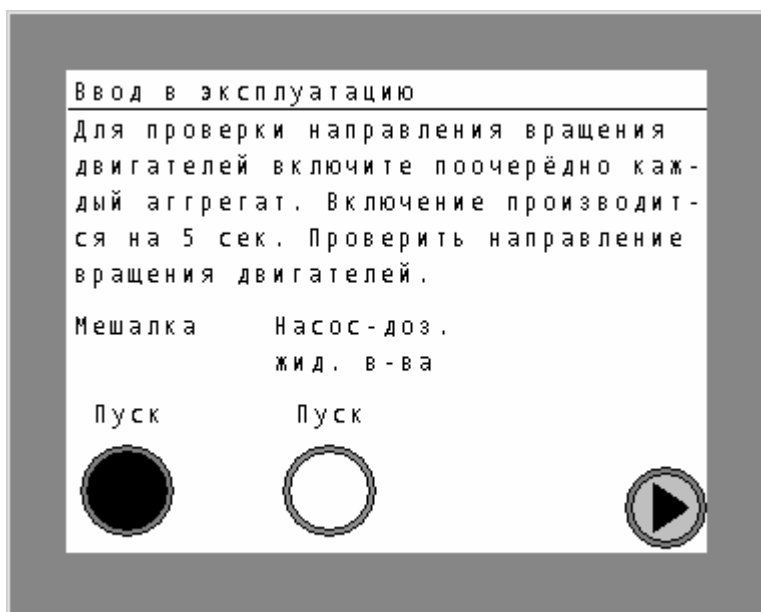 Ввод в эксплуатацию
Для проверки направления вращения
двигателей включите поочерёдно каж-
дый аггрегат. Включение производит-
ся на 5 сек. Проверить направление
вращения двигателей.
Мешалка Насос-доз.
жид. в-ва
Пуск Пуск